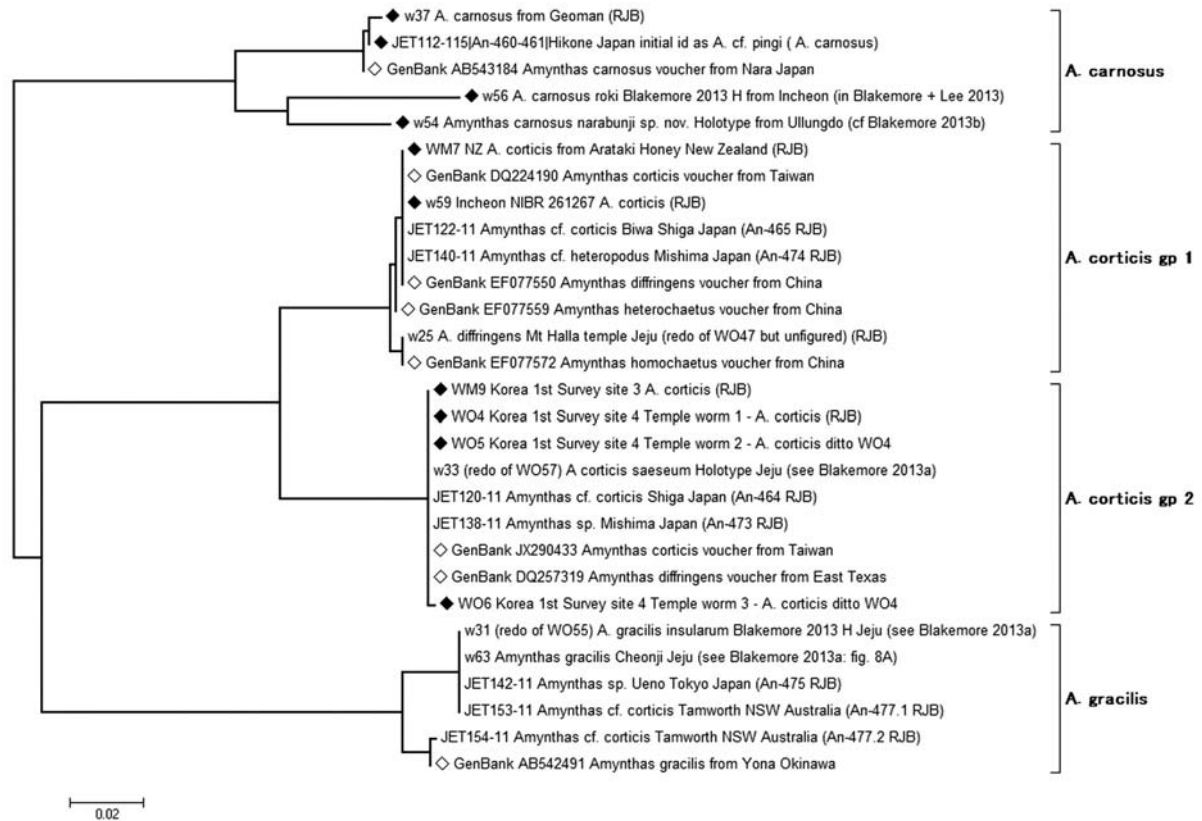 w37 A. carnosus from Geoman (RJB)
JET112-115|An-460-461|Hikone Japan initial id as A. cf. pingi ( A. carnosus)
GenBank AB543184 Amynthas carnosus voucher from Nara Japan
w56 A. carnosus roki Blakemore 2013 H from Incheon (in Blakemore + Lee 2013)
w54 Amynthas carnosus narabunji sp. nov. Holotype from Ullungdo (cf Blakemore 2013b)
A. carnosus
WM7 NZ A. corticis from Arataki Honey New Zealand (RJB)
GenBank DQ224190 Amynthas corticis voucher from Taiwan
w59 Incheon NIBR 261267 A. corticis (RJB)
JET122-11 Amynthas cf. corticis Biwa Shiga Japan (An-465 RJB)
JET140-11 Amynthas cf. heteropodus Mishima Japan (An-474 RJB)
GenBank EF077550 Amynthas diffringens voucher from China
GenBank EF077559 Amynthas heterochaetus voucher from China
w25 A. diffringens Mt Halla temple Jeju (redo of WO47 but unfigured) (RJB)
GenBank EF077572 Amynthas homochaetus voucher from China
A. corticis gp 1
WM9 Korea 1st Survey site 3 A. corticis (RJB)
WO4 Korea 1st Survey site 4 Temple worm 1 - A. corticis (RJB)
WO5 Korea 1st Survey site 4 Temple worm 2 - A. corticis ditto WO4
w33 (redo of WO57) A corticis saeseum Holotype Jeju (see Blakemore 2013a)
JET120-11 Amynthas cf. corticis Shiga Japan (An-464 RJB)
JET138-11 Amynthas sp. Mishima Japan (An-473 RJB)
GenBank JX290433 Amynthas corticis voucher from Taiwan
GenBank DQ257319 Amynthas diffringens voucher from East Texas
WO6 Korea 1st Survey site 4 Temple worm 3 - A. corticis ditto WO4
A. corticis gp 2
w31 (redo of WO55) A. gracilis insularum Blakemore 2013 H Jeju (see Blakemore 2013a)
w63 Amynthas gracilis Cheonji Jeju (see Blakemore 2013a: fig. 8A)
JET142-11 Amynthas sp. Ueno Tokyo Japan (An-475 RJB)
JET153-11 Amynthas cf. corticis Tamworth NSW Australia (An-477.1 RJB)
JET154-11 Amynthas cf. corticis Tamworth NSW Australia (An-477.2 RJB)
GenBank AB542491 Amynthas gracilis from Yona Okinawa
A. gracilis
0.02